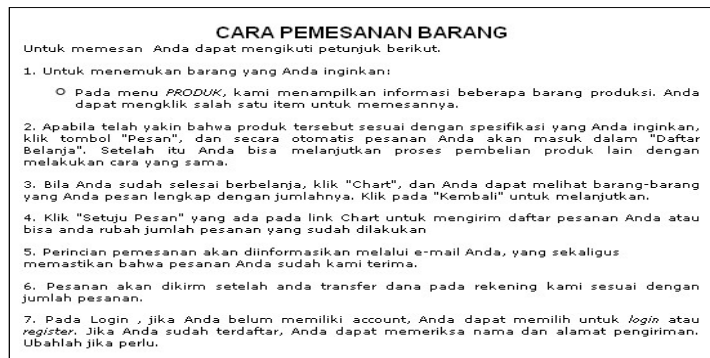 CARA PEMESANAN BARANG
Untuk memesan Anda dapat mengikuti petunjuk berikut.
1. Untuk menemukan barang yang Anda inginkan:
Pada menu PRODUK, kami menampilkan informasi beberapa barang produksi. Anda
dapat mengklik salah satu item untuk memesannya.
2. Apabila telah yakin bahwa produk tersebut sesuai dengan spesifikasi yang Anda inginkan,
klik tombol "Pesan", dan secara otomatis pesanan Anda akan masuk dalam "Daftar
Belanja". Setelah itu Anda bisa melanjutkan proses pembelian produk lain dengan
melakukan cara yang sama.
3. Bila Anda sudah selesai berbelanja, klik "Chart", dan Anda dapat melihat barang-barang
yang Anda pesan lengkap dengan jumlahnya. Klik pada "Kembali" untuk melanjutkan.
4. Klik "Setuju Pesan" yang ada pada link Chart untuk mengirim daftar pesanan Anda atau
bisa anda rubah jumlah pesanan yang sudah dilakukan
5. Perincian pemesanan akan diinformasikan melalui e-mail Anda, yang sekaligus
memastikan bahwa pesanan Anda sudah kami terima.
6. Pesanan akan dikirm setelah anda transfer dana pada rekening kami sesuai dengan
jumlah pesanan.
7. Pada Login , jika Anda belum memiliki account, Anda dapat memilih untuk login atau
register. Jika Anda sudah terdaftar, Anda dapat memeriksa nama dan alamat pengiriman.
Ubahlah jika perlu.